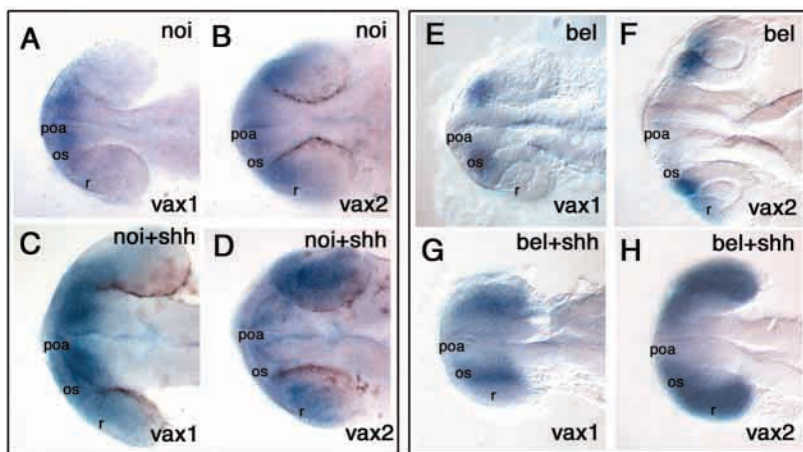 A noi
poa
os
r
vax1
B noi
poa
os
r
vax2
C noi+shh
poa
os
r
vax1
D noi+shh
poa
os
r
vax2
E bel
poa
os
r
vax1
F bel
poa
os
r
vax2
G bel+shh
poa
os
r
vax1
H bel+shh
poa
os
r
vax2